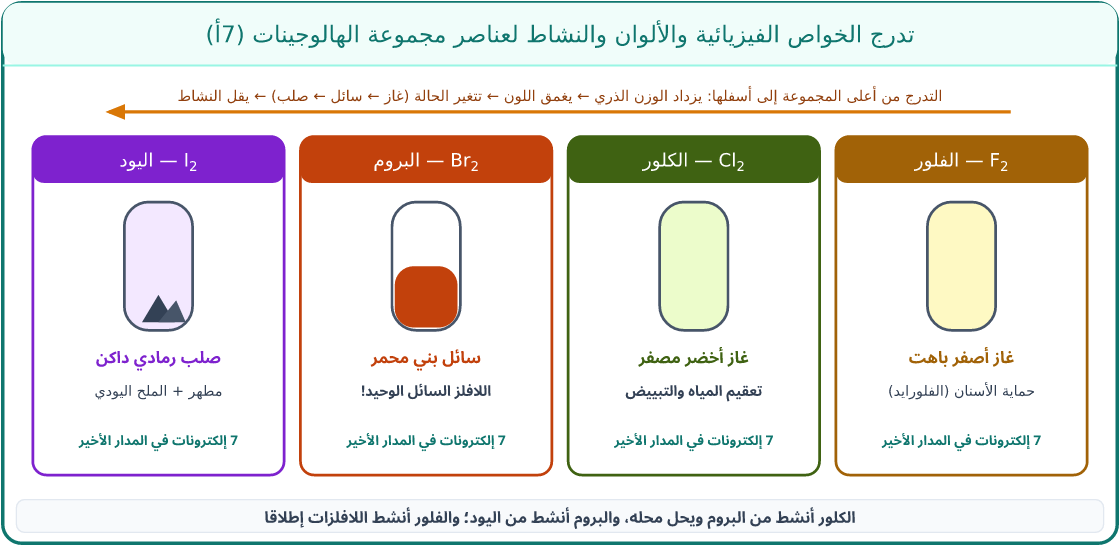 تدرج الخواص الفيزيائية والألوان والنشاط لعناصر مجموعة الهالوجينات (7أ)
التدرج من أعلى المجموعة إلى أسفلها: يزداد الوزن الذري ← يغمق اللون ← تتغير الحالة (غاز ← سائل ← صلب) ← يقل النشاط
F₂ — الفلور
غاز أصفر باهت
حماية الأسنان (الفلورايد)
7 إلكترونات في المدار الأخير
Cl₂ — الكلور
غاز أخضر مصفر
تعقيم المياه والتبييض
7 إلكترونات في المدار الأخير
Br₂ — البروم
سائل بني محمر
اللافلز السائل الوحيد!
7 إلكترونات في المدار الأخير
I₂ — اليود
صلب رمادي داكن
مطهر + الملح اليودي
7 إلكترونات في المدار الأخير
الكلور أنشط من البروم ويحل محله، والبروم أنشط من اليود؛ والفلور أنشط اللافلزات إطلاقا